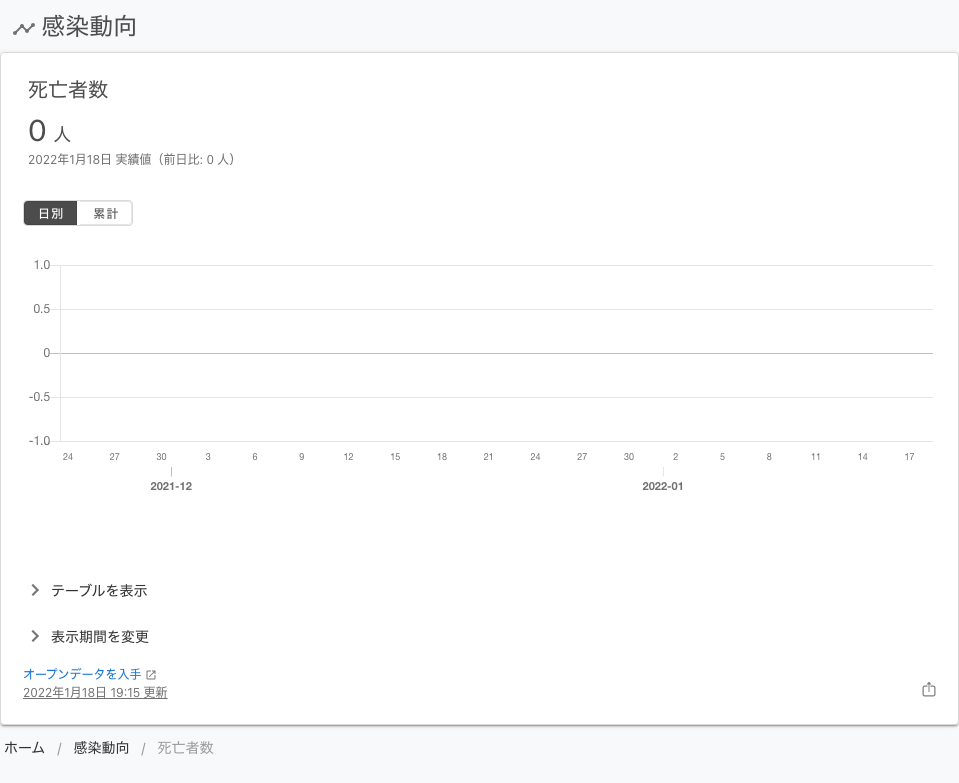 感染動向
死亡者数
0 人
2022年1月18日 実績値（前日比: 0 人）
日別 累計
1.0
0.5
0
-0.5
-1.0
24 27 30 3 6 9 12 15 18 21 24 27 30 2 5 8 11 14 17
2021-12 2022-01
テーブルを表示
表示期間を変更
オープンデータを入手
2022年1月18日 19:15 更新
ホーム / 感染動向 / 死亡者数